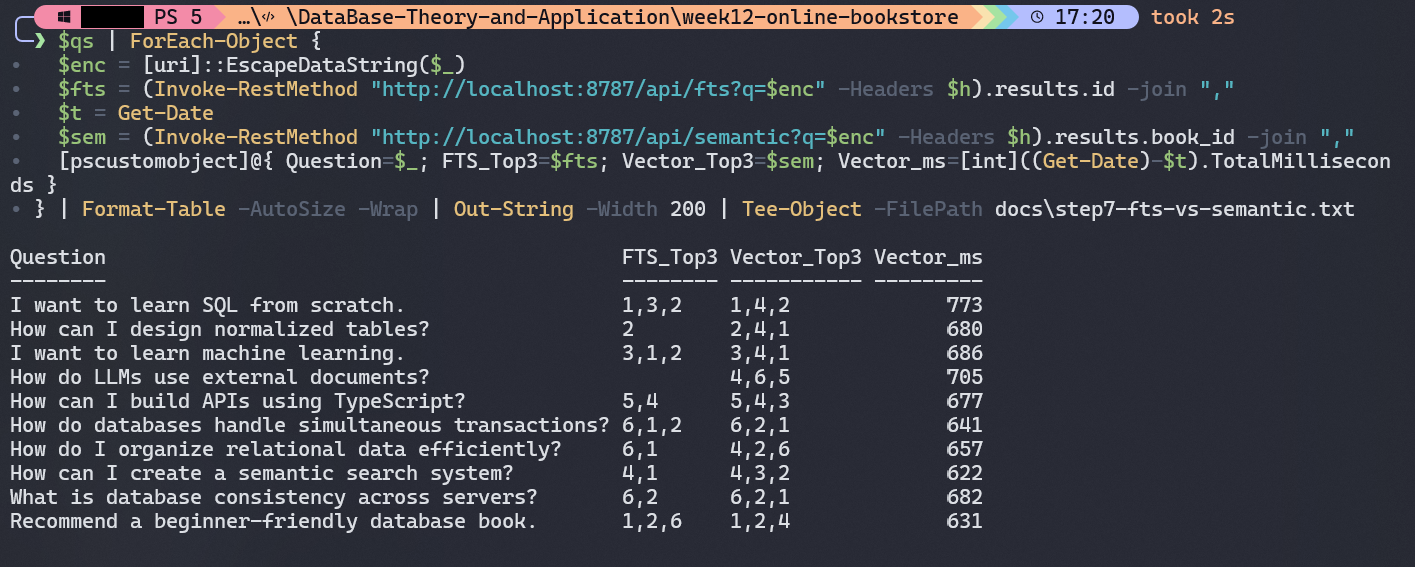 PS 5 …\</> \DataBase-Theory-and-Application\week12-online-bookstore 17:20 took 2s
❯ $qs | ForEach-Object {
• $enc = [uri]::EscapeDataString($_)
• $fts = (Invoke-RestMethod "http://localhost:8787/api/fts?q=$enc" -Headers $h).results.id -join ","
• $t = Get-Date
• $sem = (Invoke-RestMethod "http://localhost:8787/api/semantic?q=$enc" -Headers $h).results.book_id -join ","
• [pscustomobject]@{ Question=$_; FTS_Top3=$fts; Vector_Top3=$sem; Vector_ms=[int]((Get-Date)-$t).TotalMillisecon
ds }
• } | Format-Table -AutoSize -Wrap | Out-String -Width 200 | Tee-Object -FilePath docs\step7-fts-vs-semantic.txt
Question FTS_Top3 Vector_Top3 Vector_ms
-------- -------- ----------- ---------
I want to learn SQL from scratch. 1,3,2 1,4,2 773
How can I design normalized tables? 2 2,4,1 680
I want to learn machine learning. 3,1,2 3,4,1 686
How do LLMs use external documents? 4,6,5 705
How can I build APIs using TypeScript? 5,4 5,4,3 677
How do databases handle simultaneous transactions? 6,1,2 6,2,1 641
How do I organize relational data efficiently? 6,1 4,2,6 657
How can I create a semantic search system? 4,1 4,3,2 622
What is database consistency across servers? 6,2 6,2,1 682
Recommend a beginner-friendly database book. 1,2,6 1,2,4 631